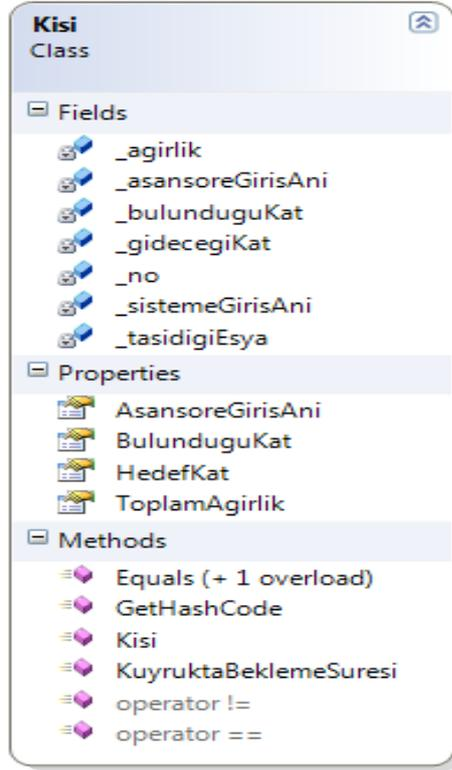 Kisi
Class
Fields
_agirlik
_asansoreGirisAni
_bulunduguKat
_gidecegiKat
_no
_sistemeGirisAni
_tasidigiEsya
Properties
AsansoreGirisAni
BulunduguKat
HedefKat
ToplamAgirlik
Methods
Equals (+ 1 overload)
GetHashCode
Kisi
KuyruktaBeklemeSuresi
operator !=
operator ==